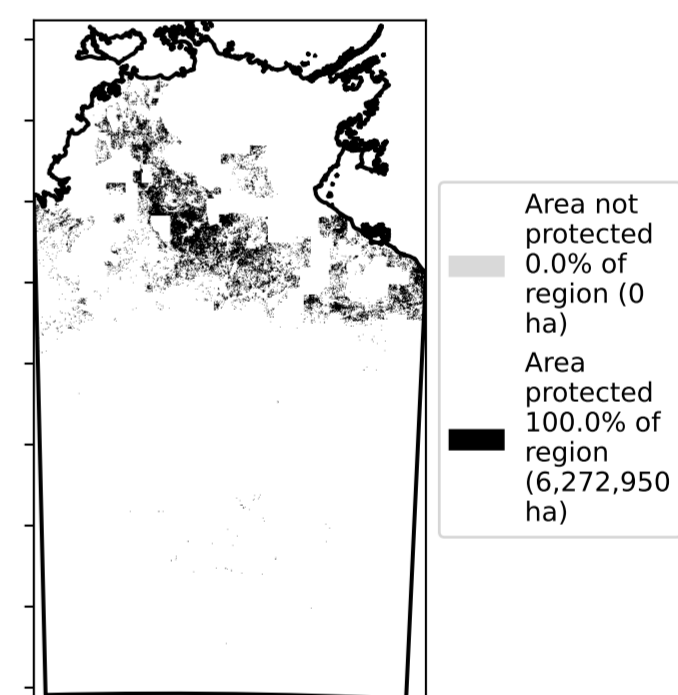 Area not
protected
0.0% of
region (0
ha)
Area
protected
100.0% of
region
(6,272,950
ha)